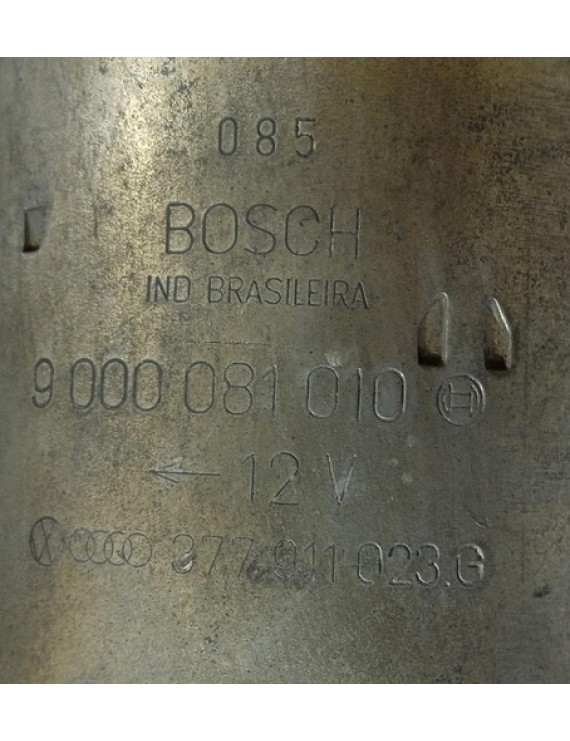 085
BOSCH
IND BRASILEIRA
9 000 081 010
← 12 V
377 911 023.G